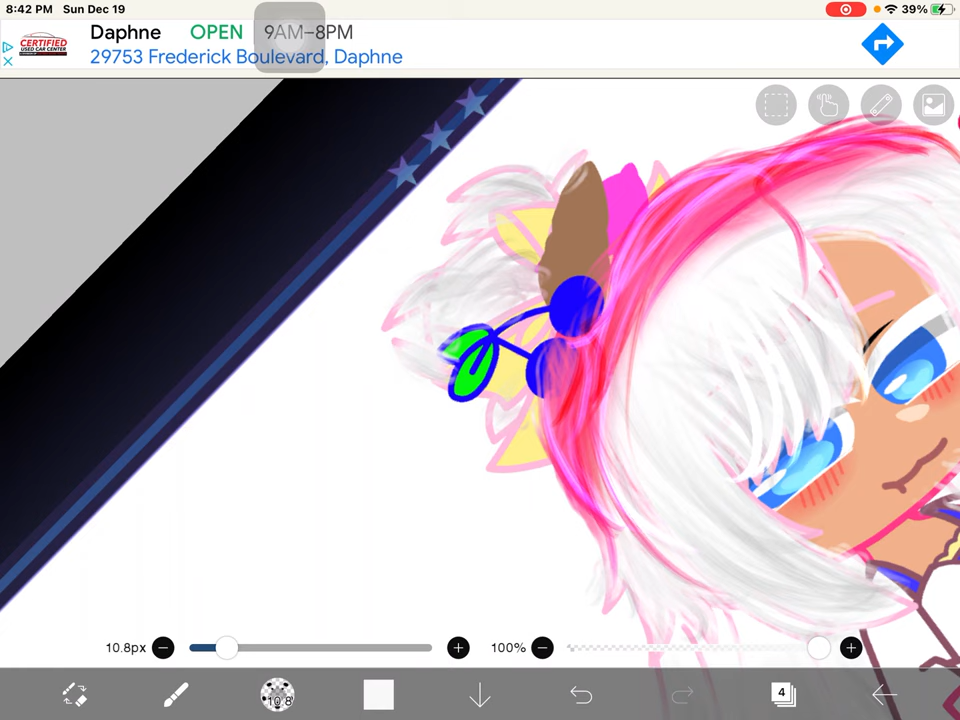 8:42 PM Sun Dec 19
39%
Daphne OPEN 9AM–8PM
29753 Frederick Boulevard, Daphne
CERTIFIED
USED CAR CENTER
10.8px
100%
10.8
4